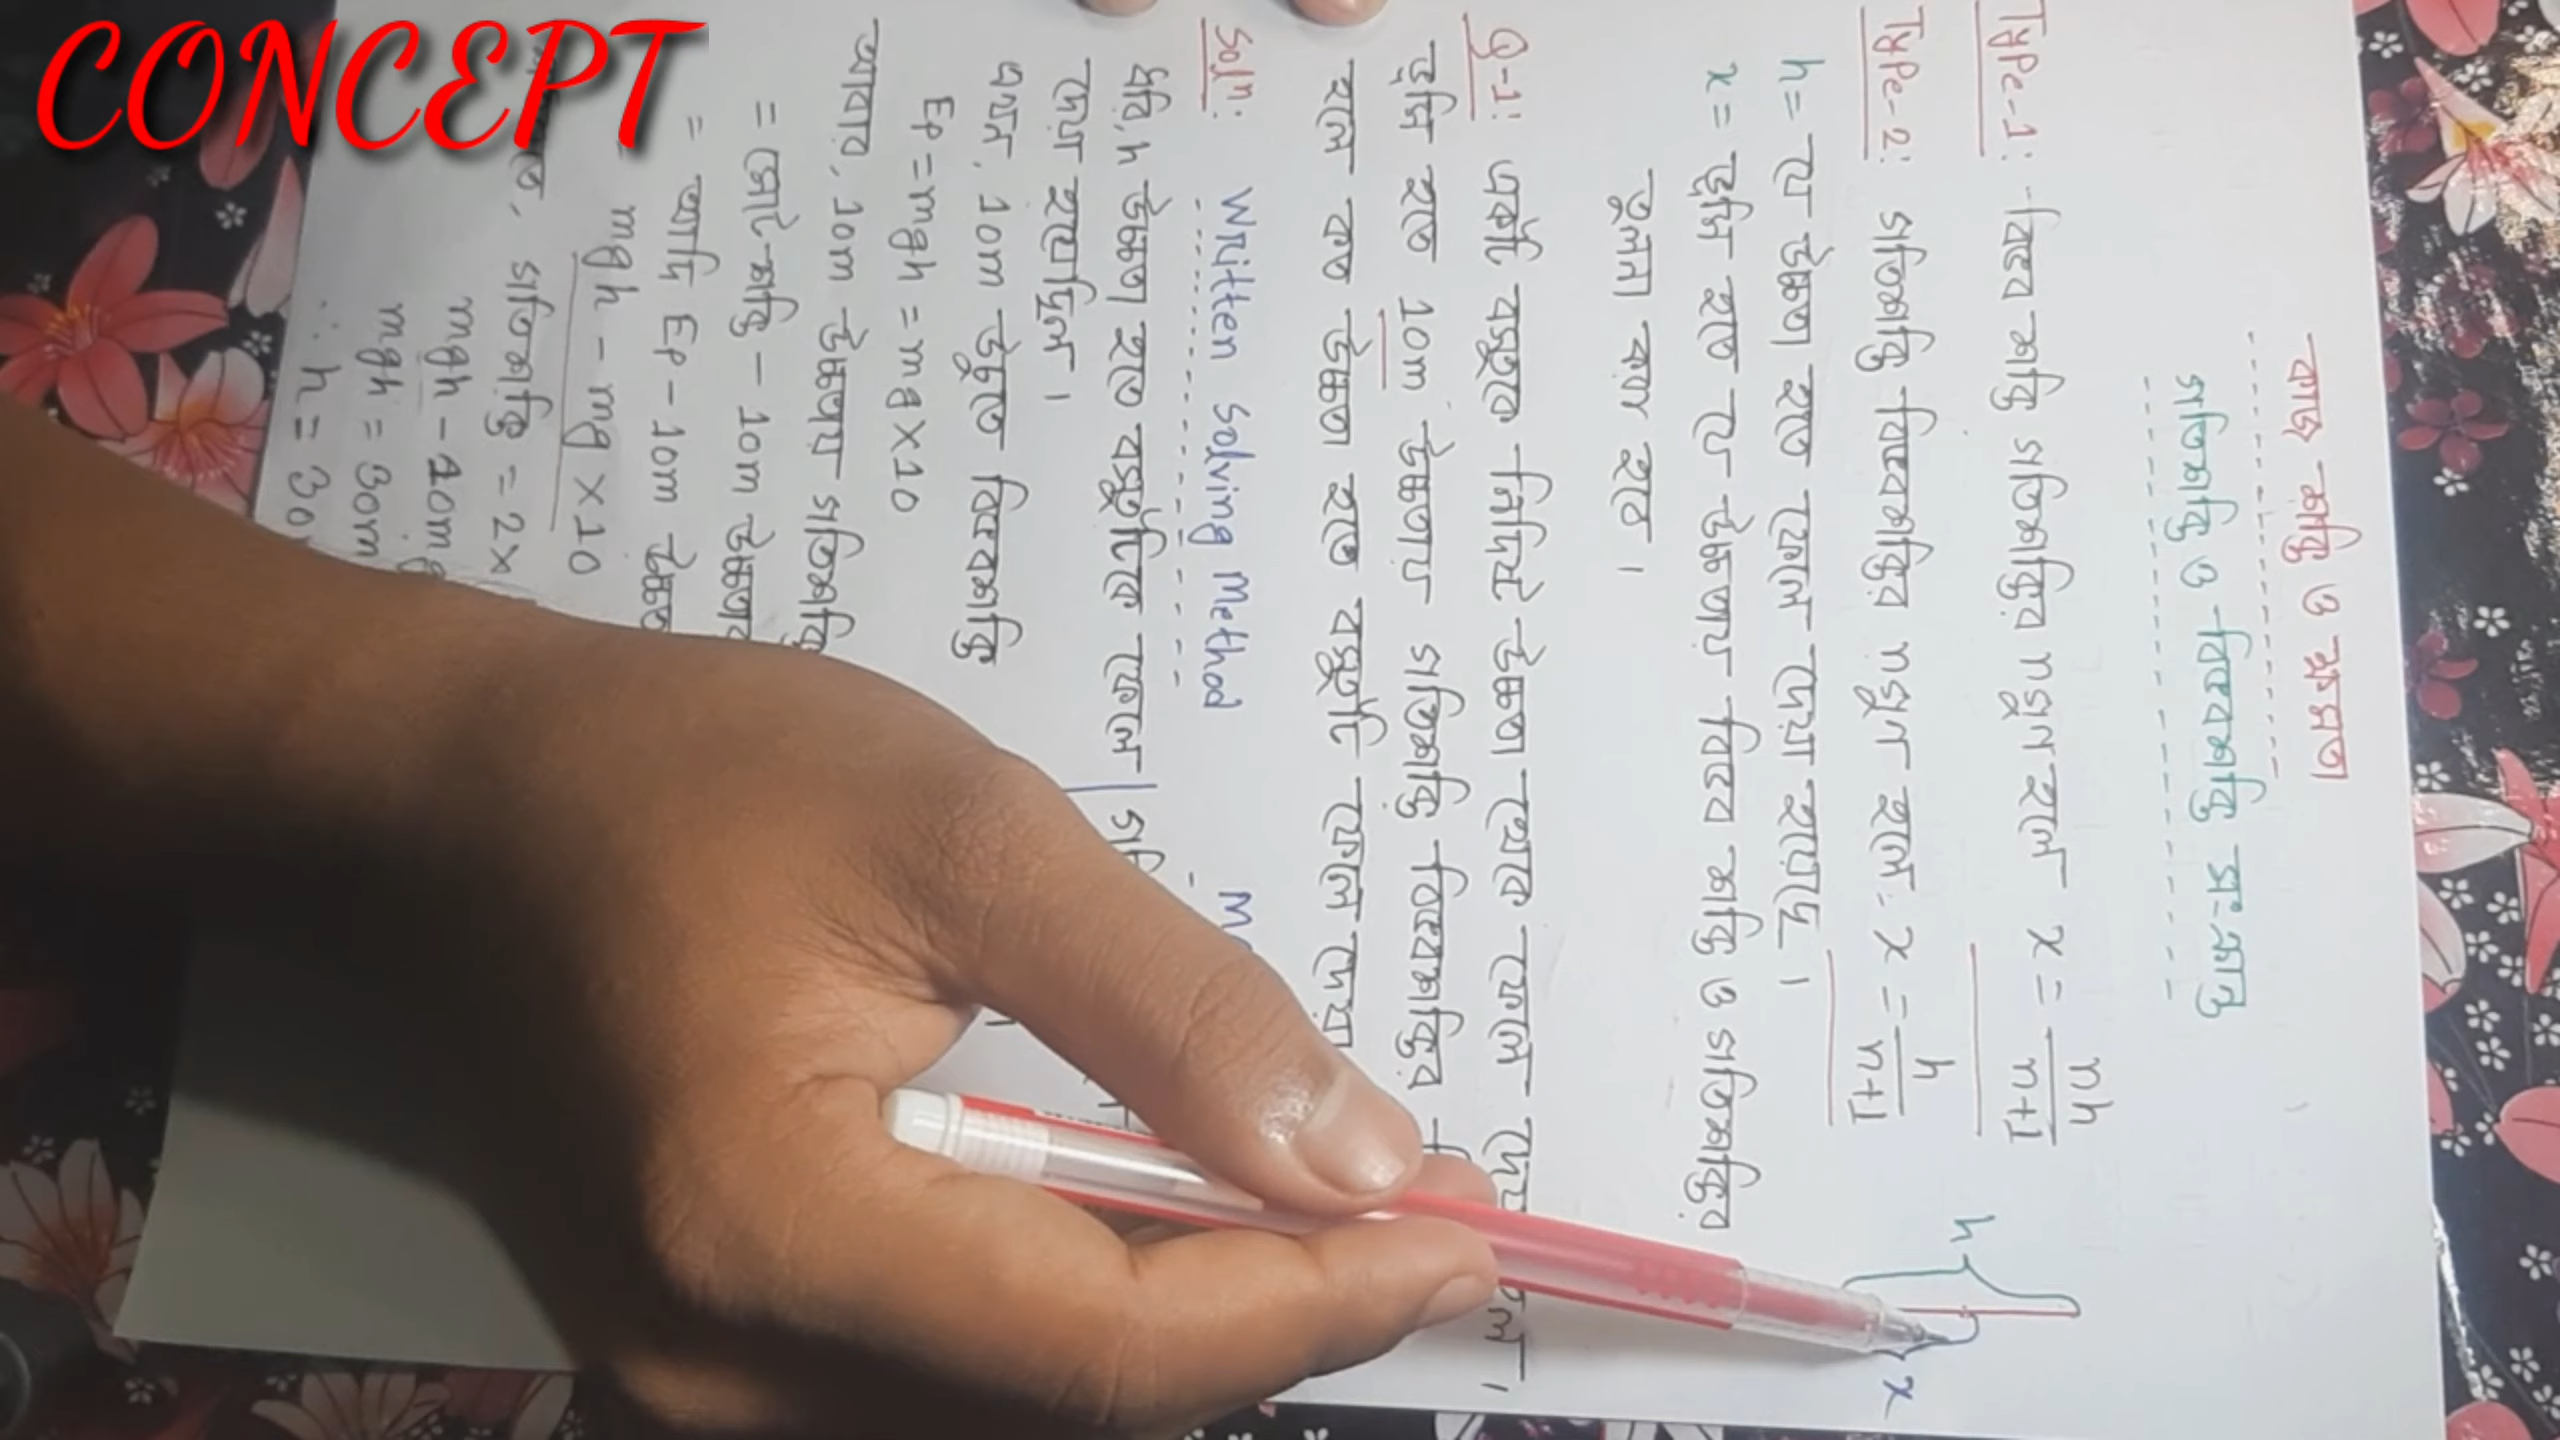 CONCEPT
কাজ শক্তি ও ক্ষমতা
গতিশক্তি ও বিভবশক্তি সংক্রান্ত
Type-1: বিভব শক্তি গতিশক্তির n গুন হলে x = nh/n+1
Type-2: গতিশক্তি বিভবশক্তির n গুন হলে: x = h/n+1
h = যে উচ্চতা হতে ফেলে দেয়া হয়েছে।
x = ভূমি হতে যে উচ্চতায় বিভব শক্তি ও গতিশক্তির
তুলনা করা হয়।
h
x
Q-1: একটি বস্তুকে নির্দিষ্ট উচ্চতা থেকে ফেলে
ভূমি হতে 10m উচ্চতায় গতিশক্তি বিভবশক্তির
হলে কত উচ্চতা হতে বস্তুটি ফেলে দেয়া
Soln: Written Solving Method
ধরি, h উচ্চতা হতে বস্তুটিকে ফেলে
দেয়া হয়েছিল।
এখন, 10m উঁচুতে বিভবশক্তি
Ep = mgh = mg×10
আবার, 10m উচ্চতায় গতিশক্তি
= মোট শক্তি - 10m উচ্চতায়
= আদি Ep - 10m উচ্চতা
= mgh - mg×10
গতিশক্তি = 2×
mgh - 10mg
mgh = 30m
∴ h = 30